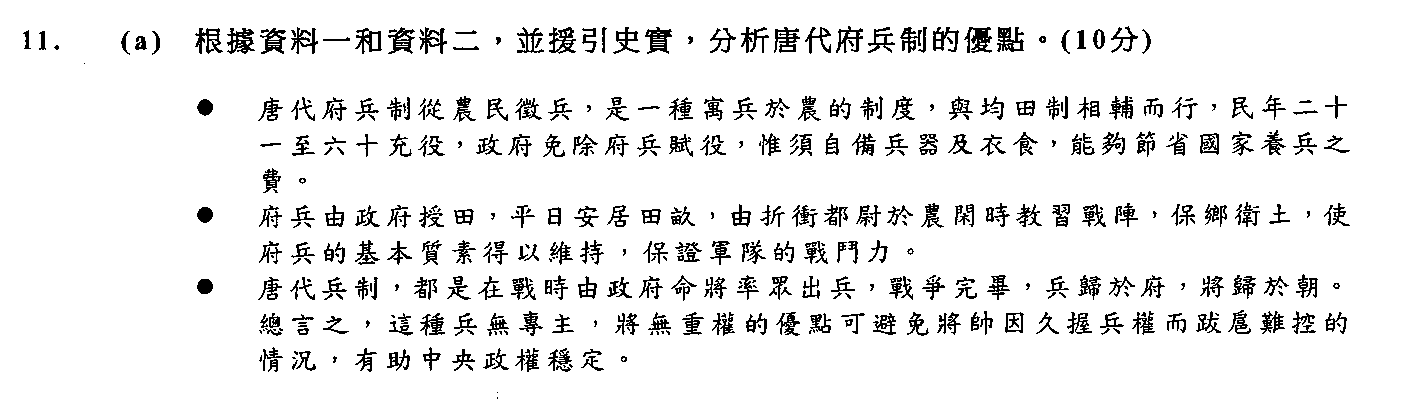 11. (a) 根據資料一和資料二，並援引史實，分析唐代府兵制的優點。(10分)
● 唐代府兵制從農民徵兵，是一種寓兵於農的制度，與均田制相輔而行，民年二十
一至六十充役，政府免除府兵賦役，惟須自備兵器及衣食，能夠節省國家養兵之
費。
● 府兵由政府授田，平日安居田畝，由折衝都尉於農閑時教習戰陣，保鄉衛土，使
府兵的基本質素得以維持，保證軍隊的戰鬥力。
● 唐代兵制，都是在戰時由政府命將率眾出兵，戰爭完畢，兵歸於府，將歸於朝。
總言之，這種兵無專主，將無重權的優點可避免將帥因久握兵權而跋扈難控的
情況，有助中央政權穩定。